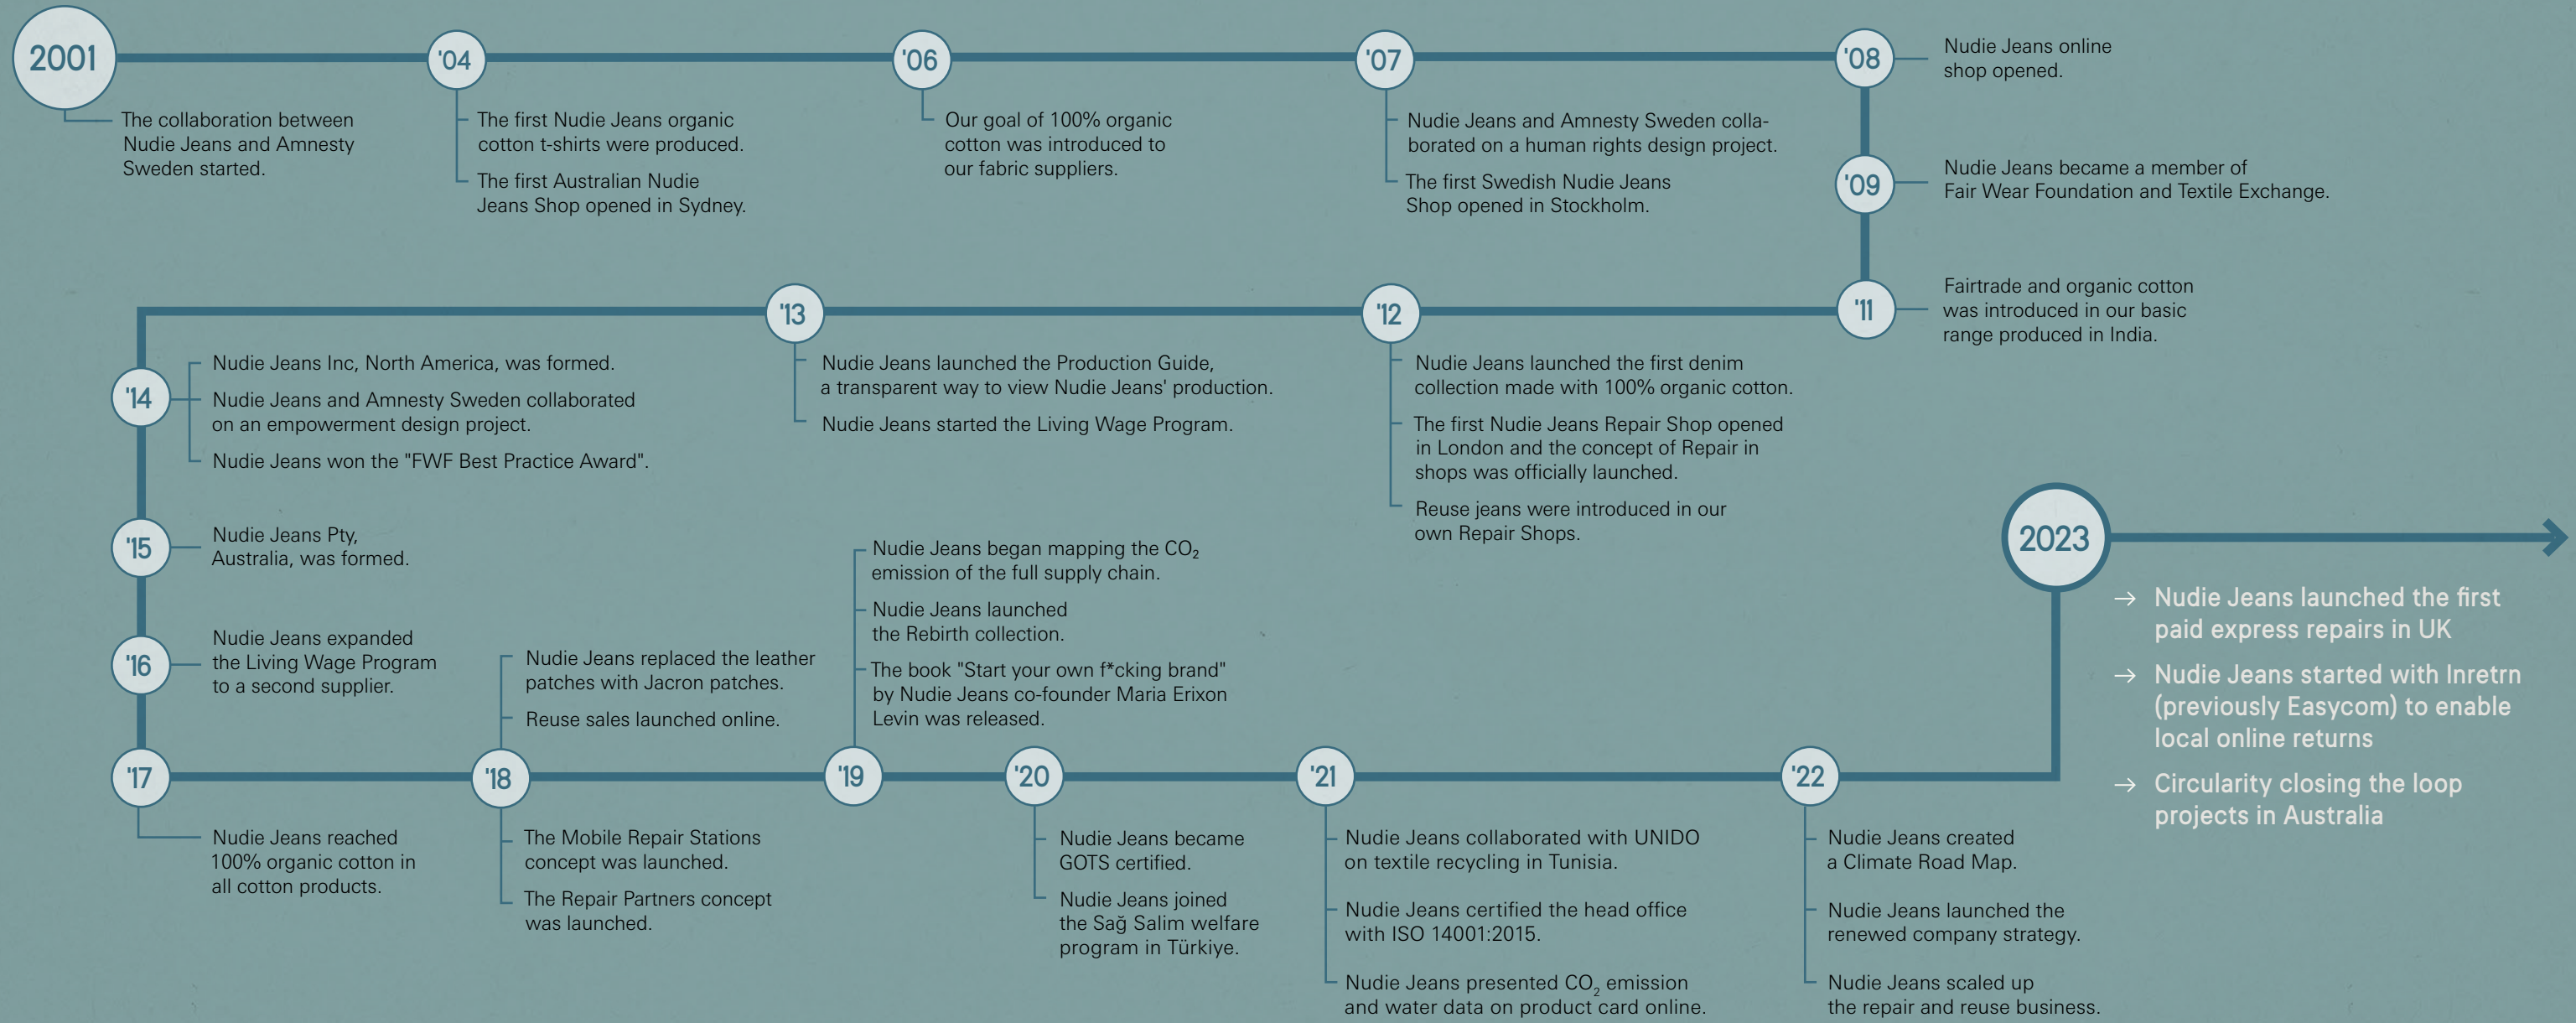 2001
The collaboration between
Nudie Jeans and Amnesty
Sweden started.
'04
The first Nudie Jeans organic
cotton t-shirts were produced.
The first Australian Nudie
Jeans Shop opened in Sydney.
'06
Our goal of 100% organic
cotton was introduced to
our fabric suppliers.
'07
Nudie Jeans and Amnesty Sweden colla-
borated on a human rights design project.
The first Swedish Nudie Jeans
Shop opened in Stockholm.
'08
Nudie Jeans online
shop opened.
'09
Nudie Jeans became a member of
Fair Wear Foundation and Textile Exchange.
'11
Fairtrade and organic cotton
was introduced in our basic
range produced in India.
'12
Nudie Jeans launched the first denim
collection made with 100% organic cotton.
The first Nudie Jeans Repair Shop opened
in London and the concept of Repair in
shops was officially launched.
Reuse jeans were introduced in our
own Repair Shops.
'13
Nudie Jeans launched the Production Guide,
a transparent way to view Nudie Jeans' production.
Nudie Jeans started the Living Wage Program.
'14
Nudie Jeans Inc, North America, was formed.
Nudie Jeans and Amnesty Sweden collaborated
on an empowerment design project.
Nudie Jeans won the "FWF Best Practice Award".
'15
Nudie Jeans Pty,
Australia, was formed.
'16
Nudie Jeans expanded
the Living Wage Program
to a second supplier.
'17
Nudie Jeans reached
100% organic cotton in
all cotton products.
'18
Nudie Jeans replaced the leather
patches with Jacron patches.
Reuse sales launched online.
The Mobile Repair Stations
concept was launched.
The Repair Partners concept
was launched.
'19
Nudie Jeans began mapping the CO₂
emission of the full supply chain.
Nudie Jeans launched
the Rebirth collection.
The book "Start your own f*cking brand"
by Nudie Jeans co-founder Maria Erixon
Levin was released.
'20
Nudie Jeans became
GOTS certified.
Nudie Jeans joined
the Sağ Salim welfare
program in Türkiye.
'21
Nudie Jeans collaborated with UNIDO
on textile recycling in Tunisia.
Nudie Jeans certified the head office
with ISO 14001:2015.
Nudie Jeans presented CO₂ emission
and water data on product card online.
'22
Nudie Jeans created
a Climate Road Map.
Nudie Jeans launched the
renewed company strategy.
Nudie Jeans scaled up
the repair and reuse business.
2023
→ Nudie Jeans launched the first
paid express repairs in UK
→ Nudie Jeans started with Inretrn
(previously Easycom) to enable
local online returns
→ Circularity closing the loop
projects in Australia